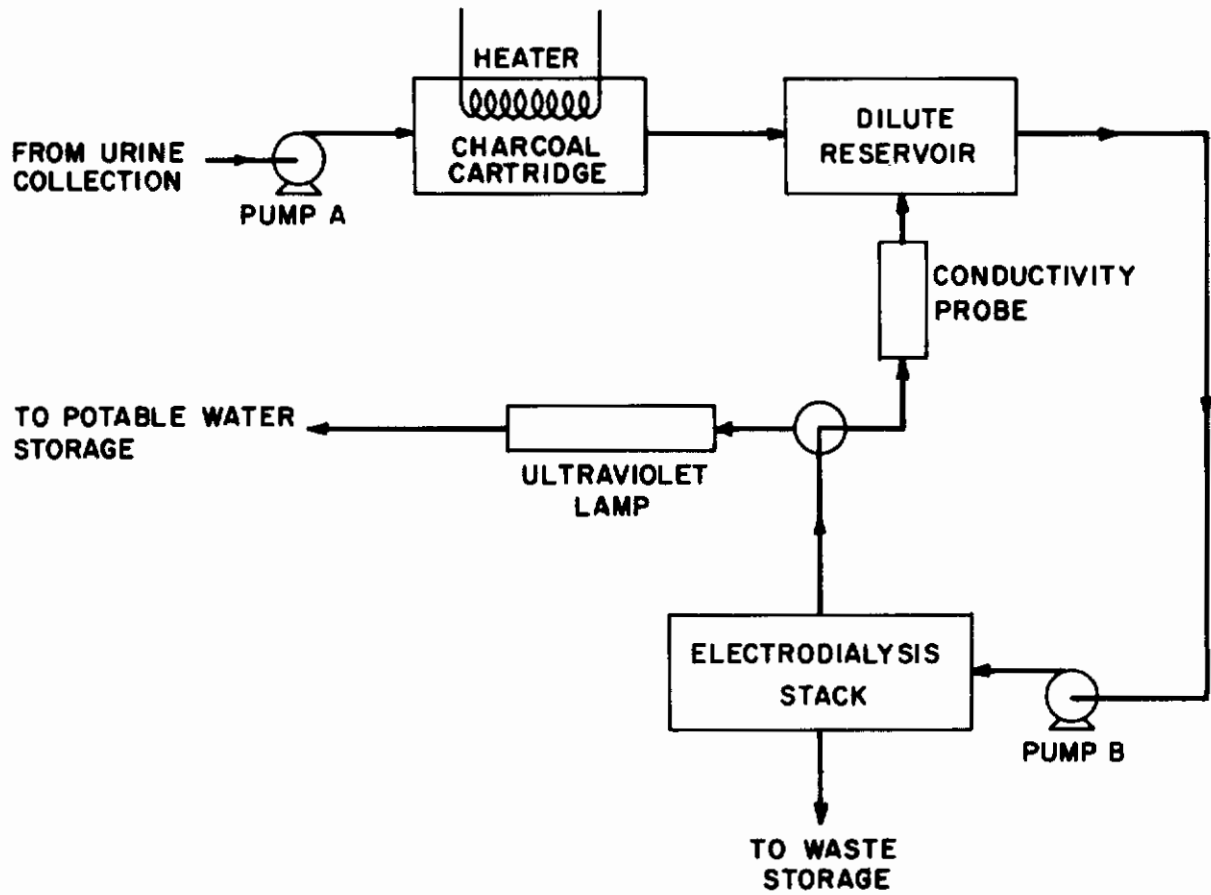 HEATER
CHARCOAL
CARTRIDGE
DILUTE
RESERVOIR
FROM URINE
COLLECTION
PUMP A
CONDUCTIVITY
PROBE
TO POTABLE WATER
STORAGE
ULTRAVIOLET
LAMP
ELECTRODIALYSIS
STACK
PUMP B
TO WASTE
STORAGE